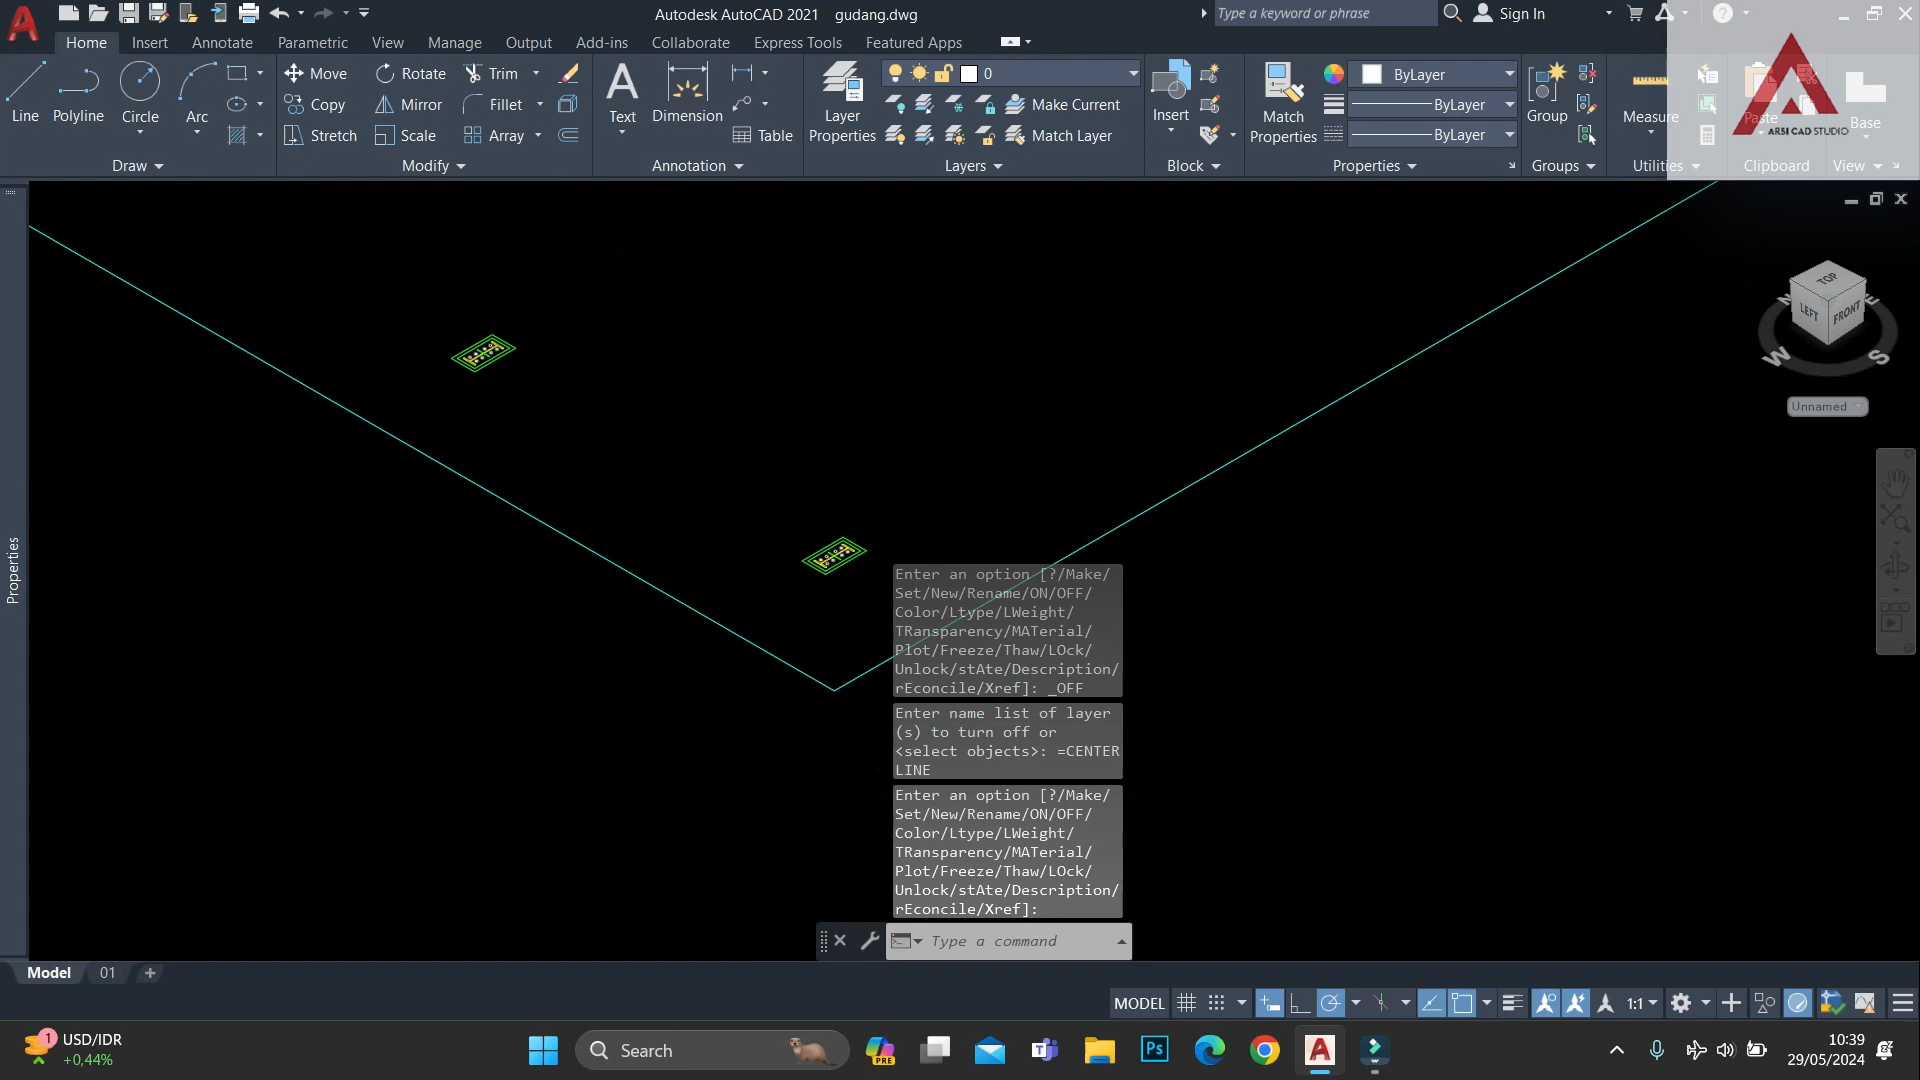 Autodesk AutoCAD 2021 gudang.dwg
Type a keyword or phrase
Sign In
Home Insert Annotate Parametric View Manage Output Add-ins Collaborate Express Tools Featured Apps
Line Polyline Circle Arc
Draw
Move Rotate Trim
Copy Mirror Fillet
Stretch Scale Array
Modify
Text Dimension Table
Annotation
Layer Properties
0
Make Current
Match Layer
Layers
Insert
Block
Match Properties
ByLayer
ByLayer
ByLayer
Properties
Group
Groups
Measure
Utilities
Paste
Clipboard
Base
View
ARSI CAD STUDIO
TOP
LEFT FRONT
N E
W S
Unnamed
Properties
Enter an option [?/Make/
Set/New/Rename/ON/OFF/
Color/Ltype/LWeight/
TRansparency/MATerial/
Plot/Freeze/Thaw/LOck/
Unlock/stAte/Description/
rEconcile/Xref]: _OFF
Enter name list of layer
(s) to turn off or
<select objects>: =CENTER
LINE
Enter an option [?/Make/
Set/New/Rename/ON/OFF/
Color/Ltype/LWeight/
TRansparency/MATerial/
Plot/Freeze/Thaw/LOck/
Unlock/stAte/Description/
rEconcile/Xref]:
Type a command
Model 01
MODEL 1:1
1
USD/IDR
+0,44%
Search
PRE
Ps
10:39
29/05/2024